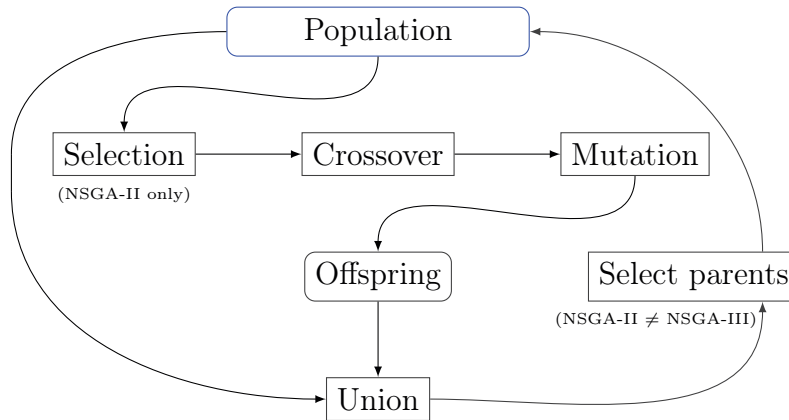 Population
Selection
(NSGA-II only)
Crossover
Mutation
Offspring
Select parents
(NSGA-II ≠ NSGA-III)
Union